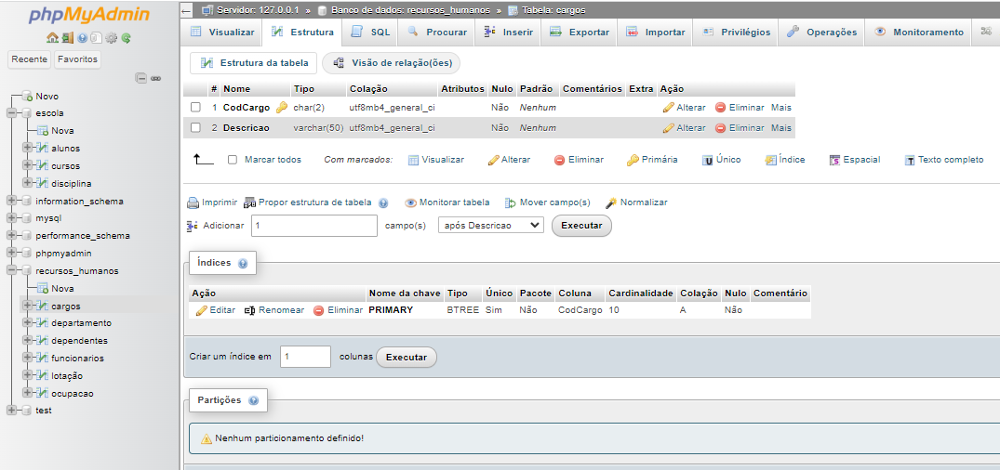 phpMyAdmin
Recente Favoritos
Novo
escola
Nova
alunos
cursos
disciplina
information_schema
mysql
performance_schema
phpmyadmin
recursos_humanos
Nova
cargos
departamento
dependentes
funcionarios
lotação
ocupacao
test
Servidor: 127.0.0.1 » Banco de dados: recursos_humanos » Tabela: cargos
Visualizar Estrutura SQL Procurar Inserir Exportar Importar Privilégios Operações Monitoramento
Estrutura da tabela Visão de relação(ões)
# Nome Tipo Colação Atributos Nulo Padrão Comentários Extra Ação
1 CodCargo char(2) utf8mb4_general_ci Não Nenhum Alterar Eliminar Mais
2 Descricao varchar(50) utf8mb4_general_ci Não Nenhum Alterar Eliminar Mais
Marcar todos Com marcados: Visualizar Alterar Eliminar Primária Único Índice Espacial Texto completo
Imprimir Propor estrutura de tabela Monitorar tabela Mover campo(s) Normalizar
Adicionar 1 campo(s) após Descricao Executar
Índices
Ação Nome da chave Tipo Único Pacote Coluna Cardinalidade Colação Nulo Comentário
Editar Renomear Eliminar PRIMARY BTREE Sim Não CodCargo 10 A Não
Criar um índice em 1 colunas Executar
Partições
Nenhum particionamento definido!